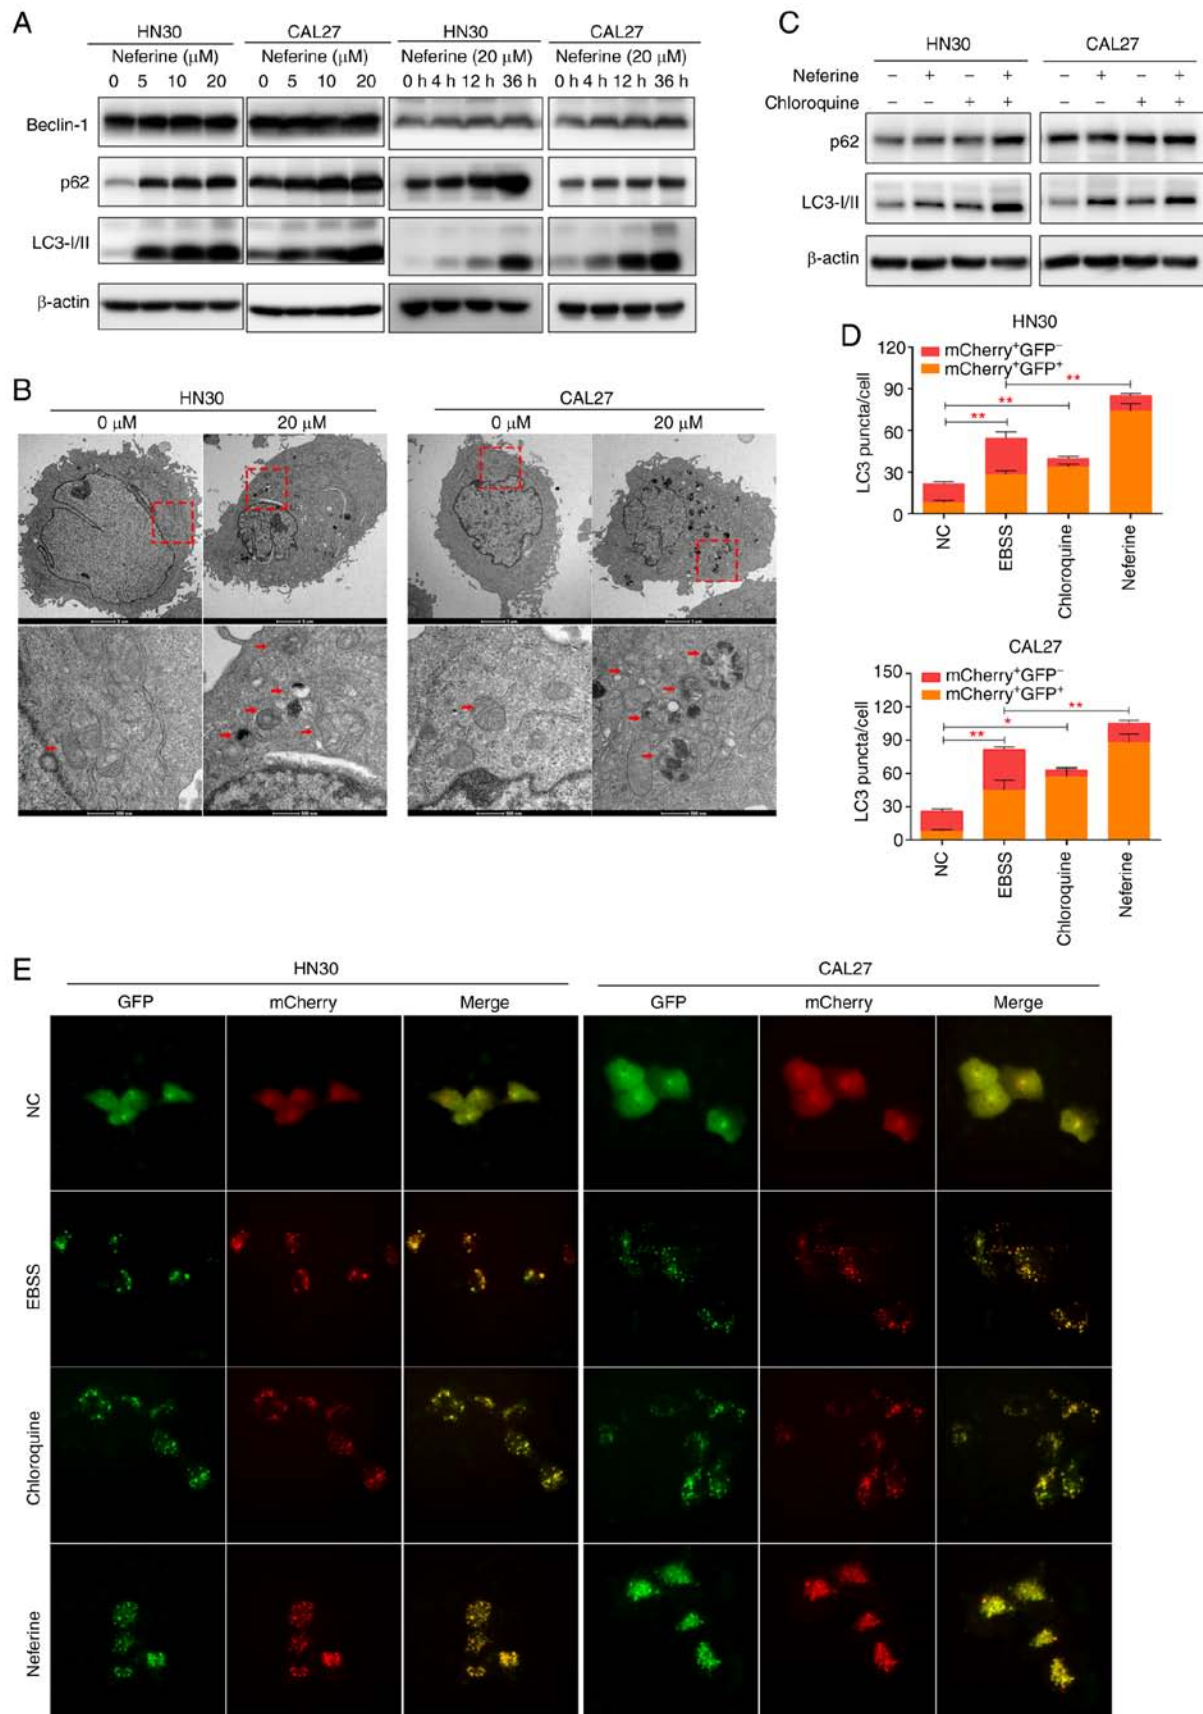 A
HN30
CAL27
HN30
CAL27
Neferine (μM)
Neferine (μM)
Neferine (20 μM)
Neferine (20 μM)
0 5 10 20
0 5 10 20
0 h 4 h 12 h 36 h
0 h 4 h 12 h 36 h
Beclin-1
p62
LC3-I/II
β-actin
C
HN30
CAL27
Neferine − + − + − + − +
Chloroquine − − + + − − + +
p62
LC3-I/II
β-actin
B
HN30
CAL27
0 μM
20 μM
0 μM
20 μM
D
HN30
mCherry⁺GFP⁻
mCherry⁺GFP⁺
LC3 puncta/cell
120
90
60
30
0
**
**
**
NC
EBSS
Chloroquine
Neferine
CAL27
mCherry⁺GFP⁻
mCherry⁺GFP⁺
LC3 puncta/cell
150
120
90
60
30
0
**
*
**
NC
EBSS
Chloroquine
Neferine
E
HN30
CAL27
GFP
mCherry
Merge
GFP
mCherry
Merge
NC
EBSS
Chloroquine
Neferine